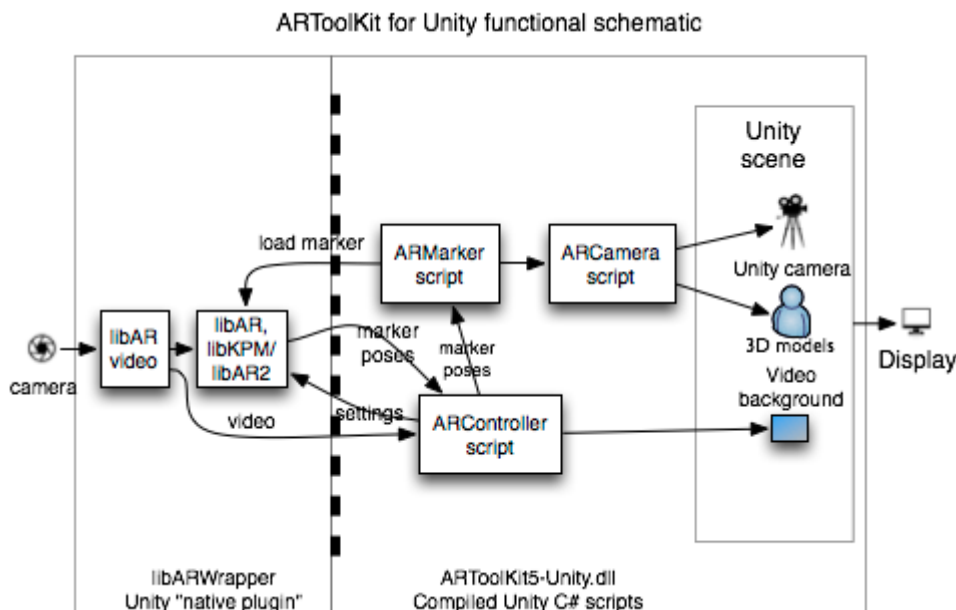 ARToolKit for Unity functional schematic
Unity
scene
load marker
ARMarker
script
ARCamera
script
Unity camera
libAR
video
libAR,
libKPM/
libAR2
marker
poses
marker
poses
3D models
Display
camera
Video
background
video
settings
ARController
script
libARWrapper
Unity "native plugin"
ARToolKit5-Unity.dll
Compiled Unity C# scripts